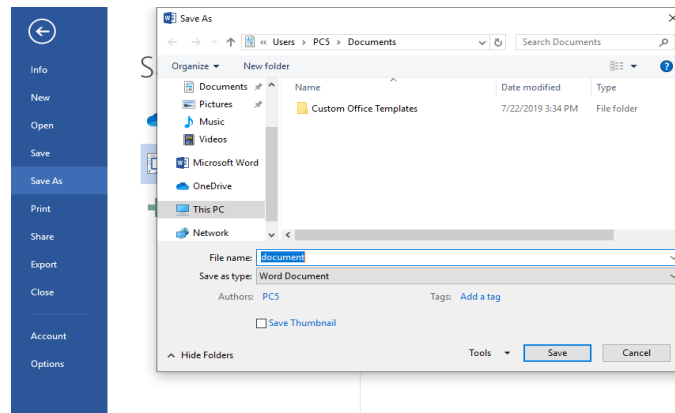 Save As
« Users › PC5 › Documents
Search Documents
Organize
New folder
Info
New
Open
Save
Save As
Print
Share
Export
Close
Account
Options
S
Documents
Pictures
Music
Videos
Microsoft Word
OneDrive
This PC
Network
Name
Date modified
Type
Custom Office Templates
7/22/2019 3:34 PM
File folder
File name: document
Save as type: Word Document
Authors: PC5
Tags: Add a tag
Save Thumbnail
Hide Folders
Tools
Save
Cancel